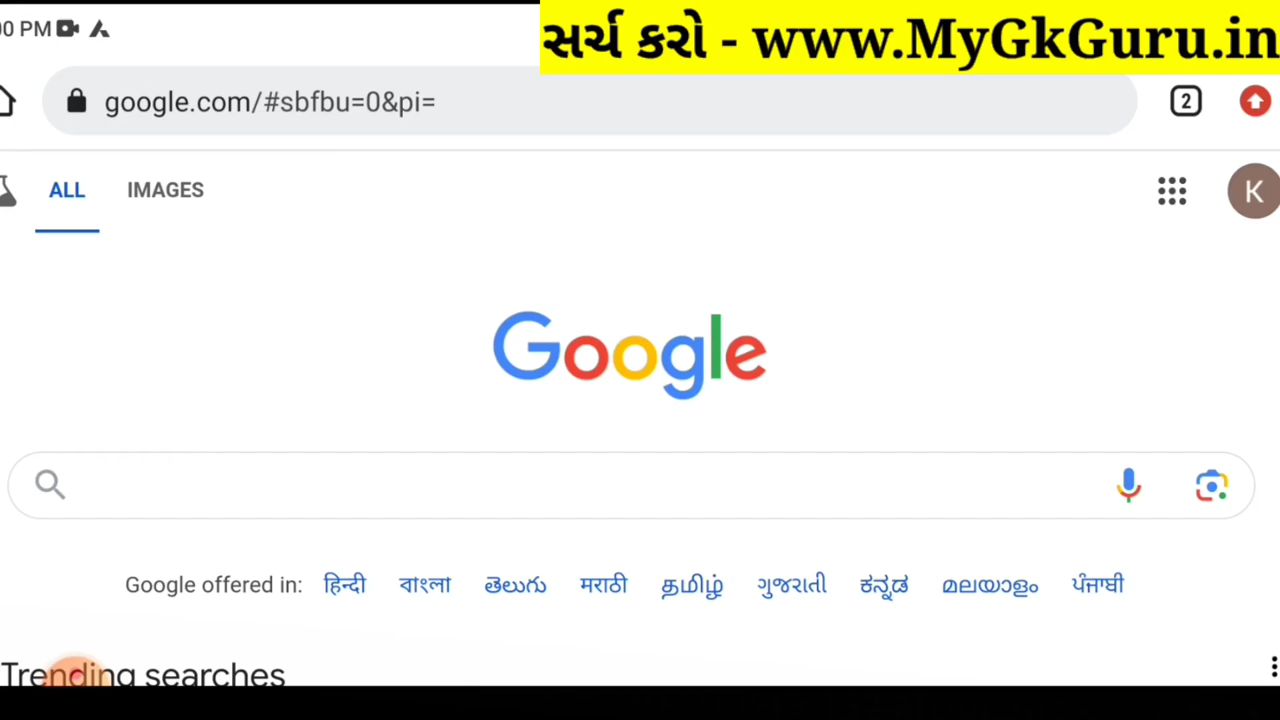 00 PM
સર્ચ કરો - www.MyGkGuru.in
google.com/#sbfbu=0&pi=
2
ALL IMAGES
K
Google
Google offered in: हिन्दी বাংলা తెలుగు मराठी தமிழ் ગુજરાતી ಕನ್ನಡ മലയാളം ਪੰਜਾਬੀ
Trending searches